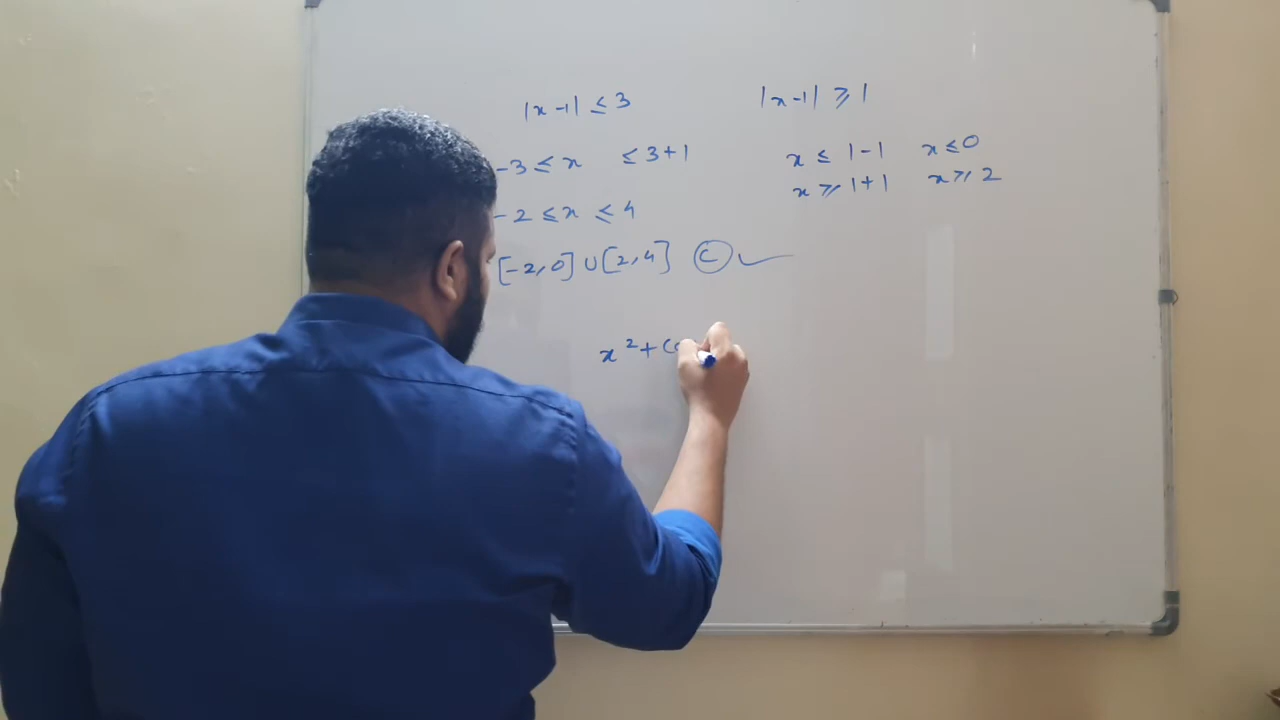 |x-1| ≤ 3
-3 ≤ x ≤ 3+1
-2 ≤ x ≤ 4
[-2,0] ∪ [2,4] C ✓
|x-1| ≥ 1
x ≤ 1-1 x ≤ 0
x ≥ 1+1 x ≥ 2
x² + (